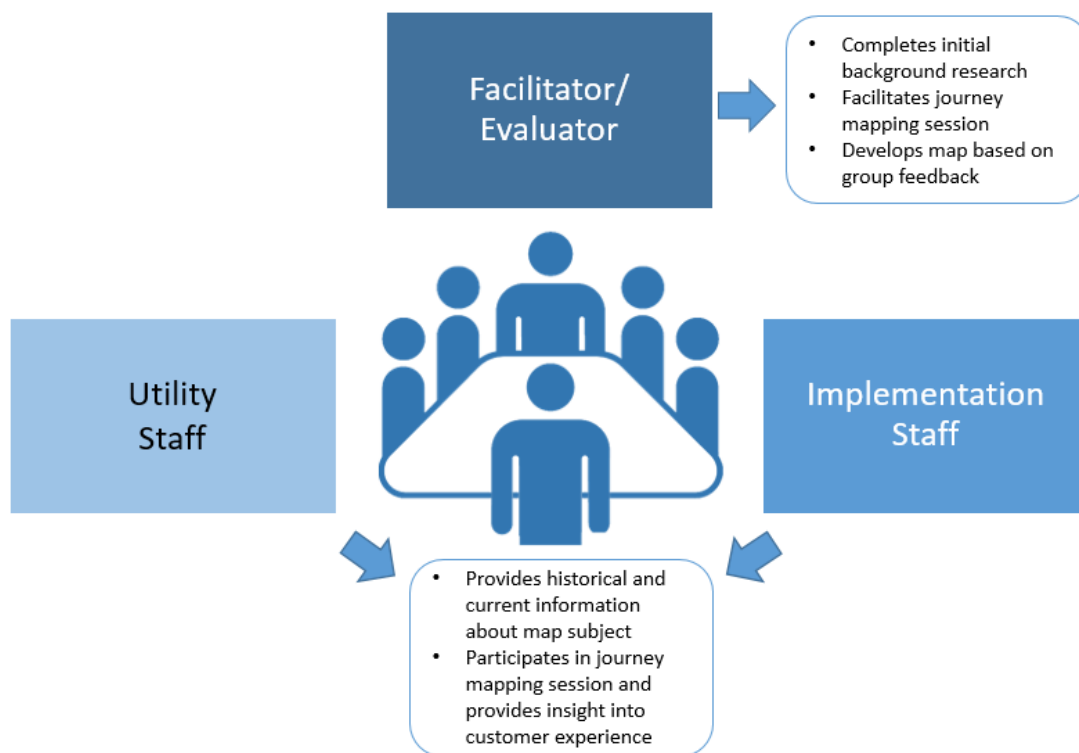 Facilitator/
Evaluator
• Completes initial
background research
• Facilitates journey
mapping session
• Develops map based on
group feedback
Utility
Staff
Implementation
Staff
• Provides historical and
current information
about map subject
• Participates in journey
mapping session and
provides insight into
customer experience